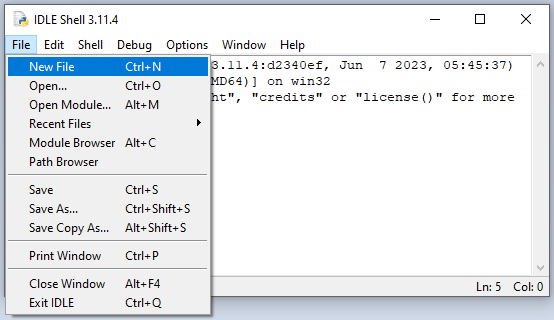 IDLE Shell 3.11.4
File Edit Shell Debug Options Window Help
3.11.4:d2340ef, Jun  7 2023, 05:45:37)
MD64)] on win32
ht", "credits" or "license()" for more
New File Ctrl+N
Open... Ctrl+O
Open Module... Alt+M
Recent Files
Module Browser Alt+C
Path Browser
Save Ctrl+S
Save As... Ctrl+Shift+S
Save Copy As... Alt+Shift+S
Print Window Ctrl+P
Close Window Alt+F4
Exit IDLE Ctrl+Q
Ln: 5 Col: 0